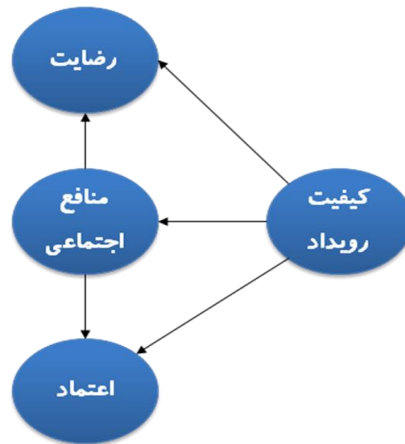 رضایت
منافع
اجتماعی
کیفیت
رویداد
اعتماد